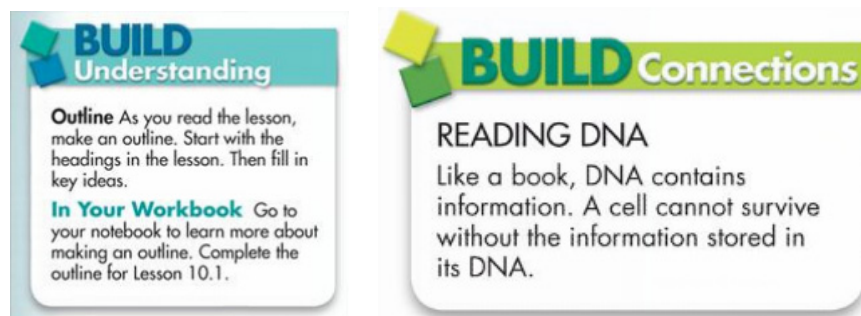 BUILD
Understanding
Outline As you read the lesson,
make an outline. Start with the
headings in the lesson. Then fill in
key ideas.
In Your Workbook Go to
your notebook to learn more about
making an outline. Complete the
outline for Lesson 10.1.
BUILD Connections
READING DNA
Like a book, DNA contains
information. A cell cannot survive
without the information stored in
its DNA.